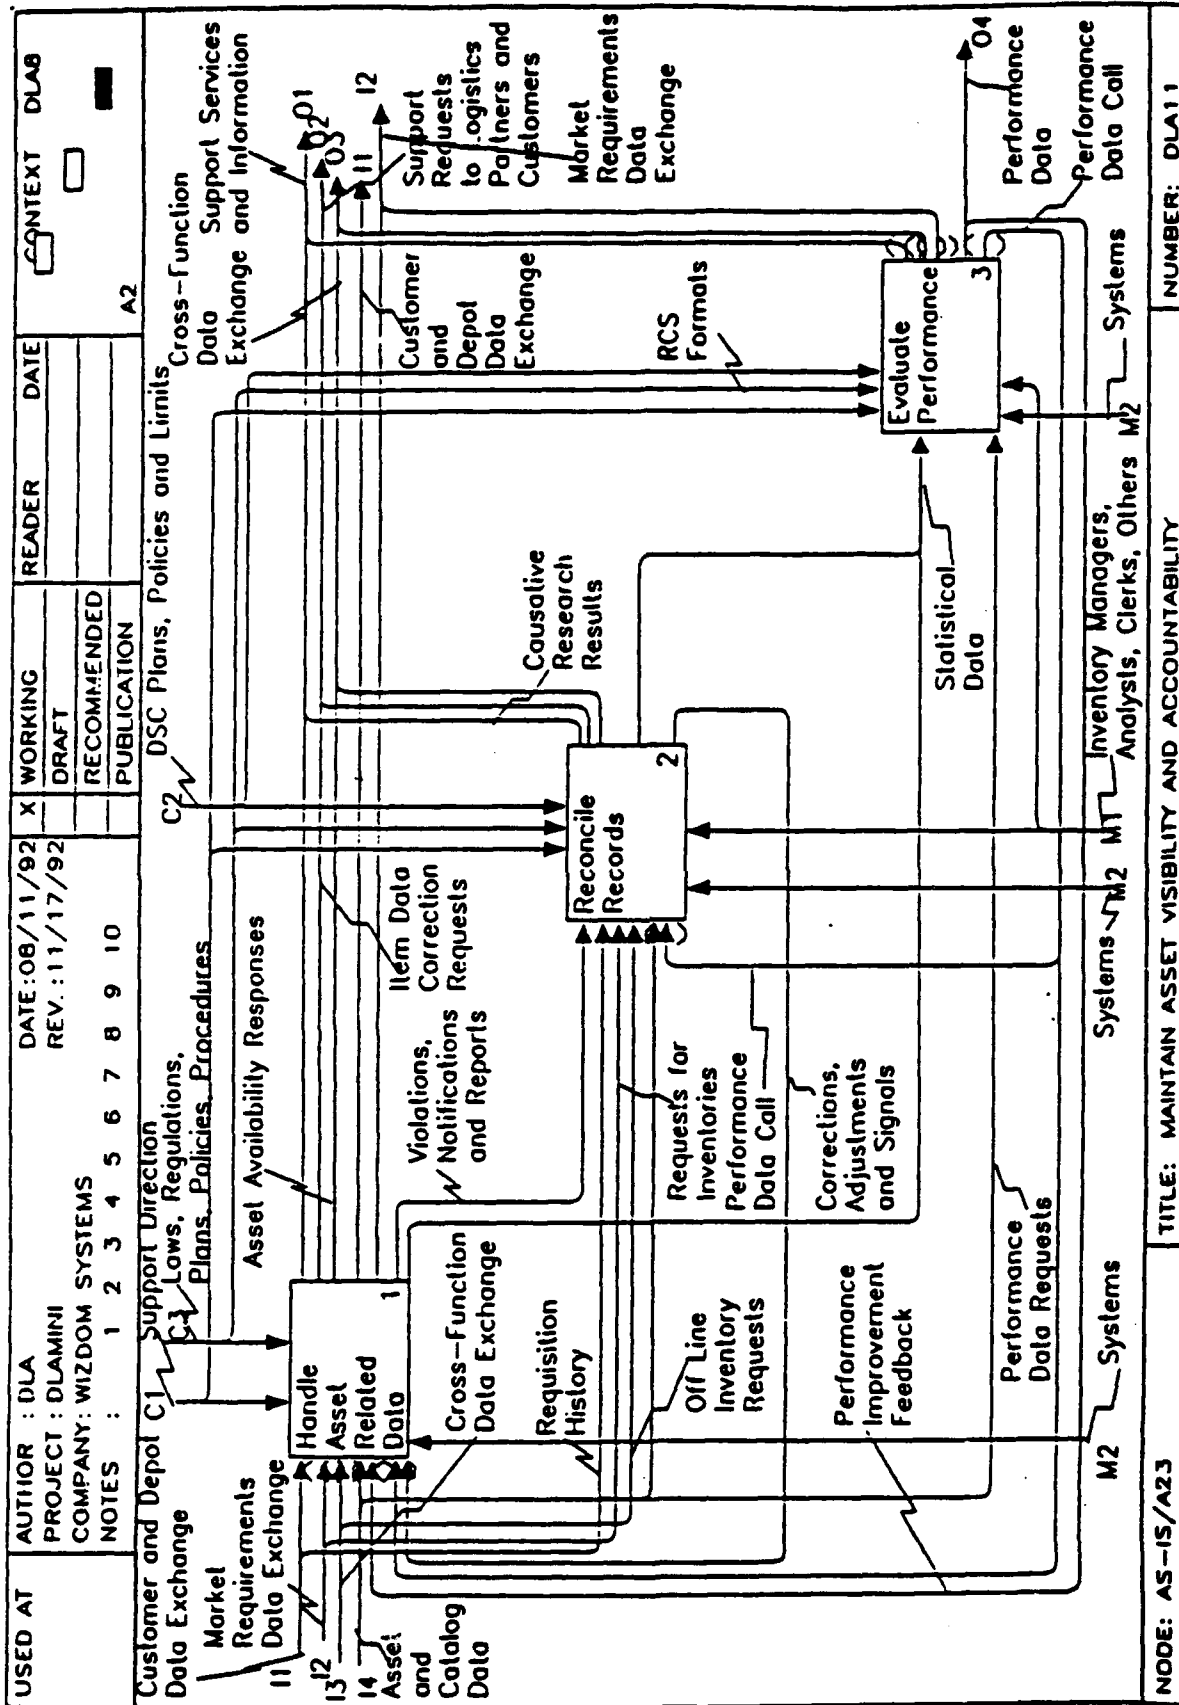 USED AT
AUTHOR : DLA
PROJECT : DLAMINI
COMPANY: WIZDOM SYSTEMS
NOTES : 1 2 3 4 5 6 7 8 9 10
DATE :08/11/92
REV. :11/17/92
X WORKING
DRAFT
RECOMMENDED
PUBLICATION
READER DATE
CONTEXT DLA8
A2
Customer and Depot
Data Exchange
C1
Support Direction
C3
Laws, Regulations,
Plans, Policies, Procedures
C2
DSC Plans, Policies and Limits
Market
Requirements
Data Exchange
I1
I2
I3
I4
Asset
and
Catalog
Data
Handle
Asset
Related
Data
1
Asset Availability Responses
Item Data
Correction
Requests
Violations,
Notifications
and Reports
Cross-Function
Data Exchange
Requisition
History
Off Line
Inventory
Requests
Performance
Improvement
Feedback
Requests for
Inventories
Performance
Data Call
Corrections,
Adjustments
and Signals
Performance
Data Requests
Reconcile
Records
2
Causative
Research
Results
Statistical
Data
Cross-Function
Data
Exchange
Support Services
and Information
O1
O2
O3
I1
I2
Customer
and
Depot
Data
Exchange
Support
Requests
to Logistics
Partners and
Customers
Market
Requirements
Data
Exchange
RCS
Formats
Evaluate
Performance
3
O4
Performance
Data
Performance
Data Call
M2 Systems
Systems M2
M1 Inventory Managers,
Analysts, Clerks, Others
M2 Systems
NODE: AS-IS/A23
TITLE: MAINTAIN ASSET VISIBILITY AND ACCOUNTABILITY
NUMBER: DLA11